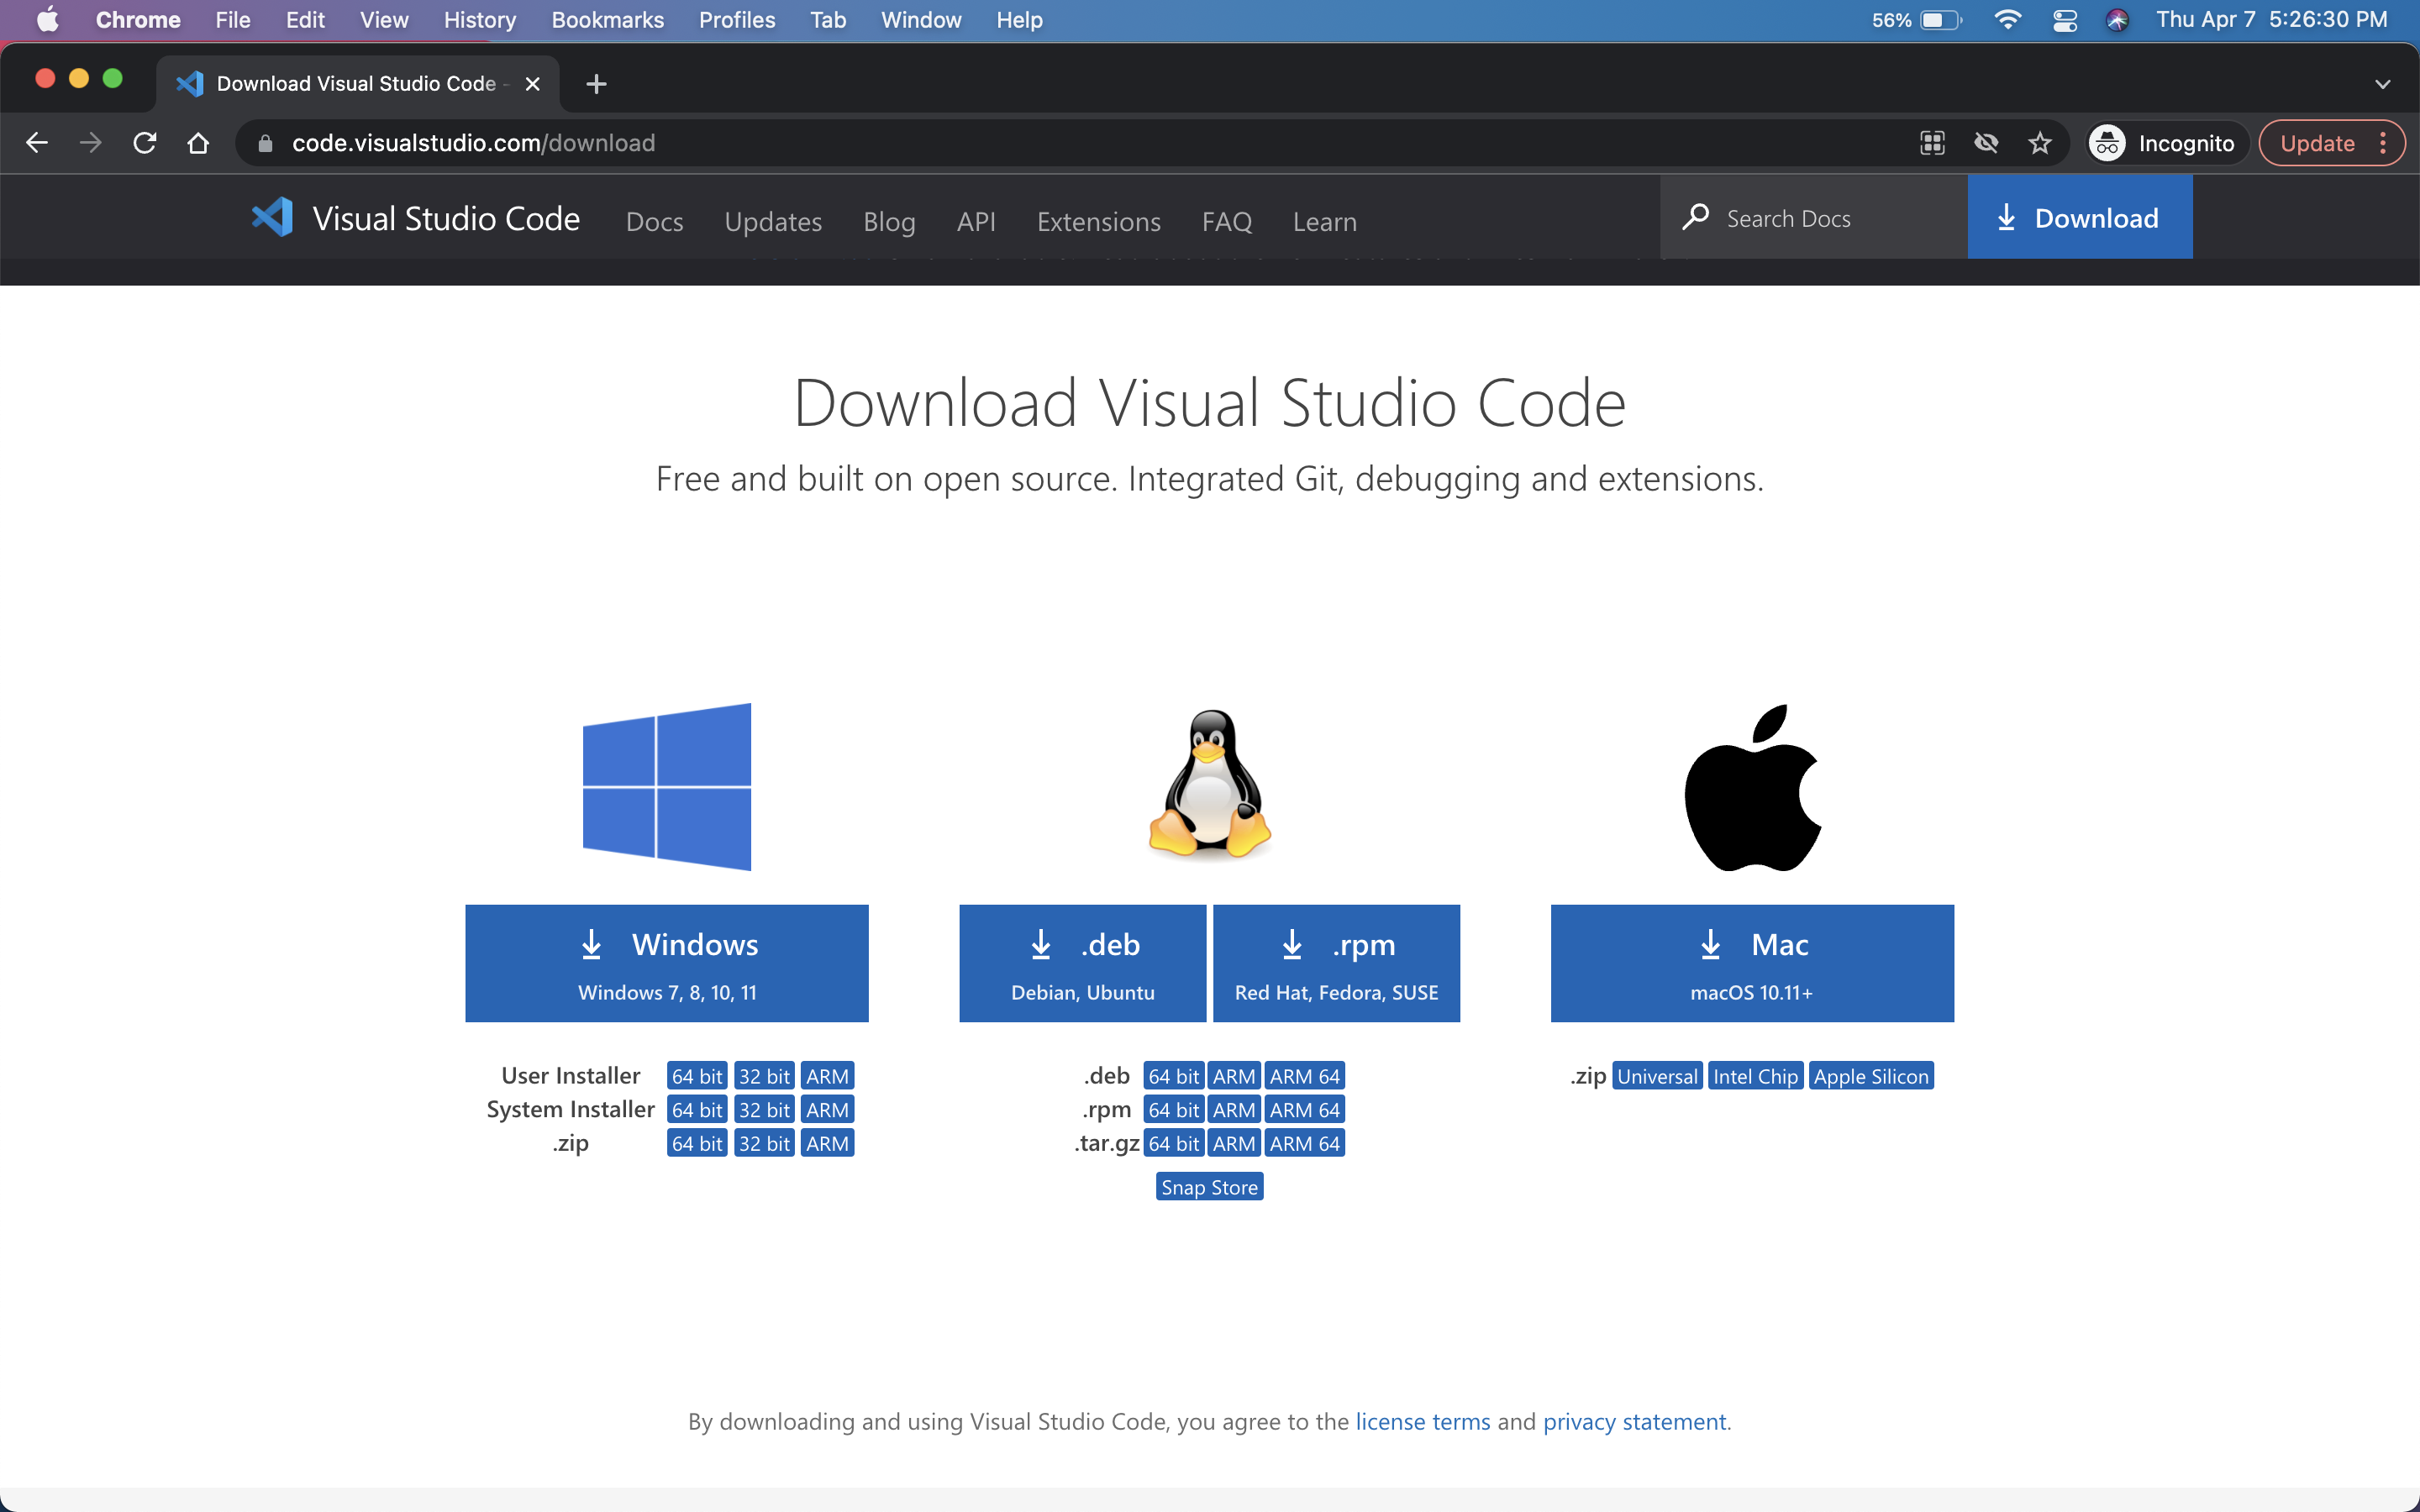 Chrome File Edit View History Bookmarks Profiles Tab Window Help 56% Thu Apr 7 5:26:30 PM
Download Visual Studio Code -
code.visualstudio.com/download Incognito Update
Visual Studio Code Docs Updates Blog API Extensions FAQ Learn Search Docs Download
Download Visual Studio Code
Free and built on open source. Integrated Git, debugging and extensions.
Windows
Windows 7, 8, 10, 11
User Installer 64 bit 32 bit ARM
System Installer 64 bit 32 bit ARM
.zip 64 bit 32 bit ARM
.deb
Debian, Ubuntu
.rpm
Red Hat, Fedora, SUSE
.deb 64 bit ARM ARM 64
.rpm 64 bit ARM ARM 64
.tar.gz 64 bit ARM ARM 64
Snap Store
Mac
macOS 10.11+
.zip Universal Intel Chip Apple Silicon
By downloading and using Visual Studio Code, you agree to the license terms and privacy statement.